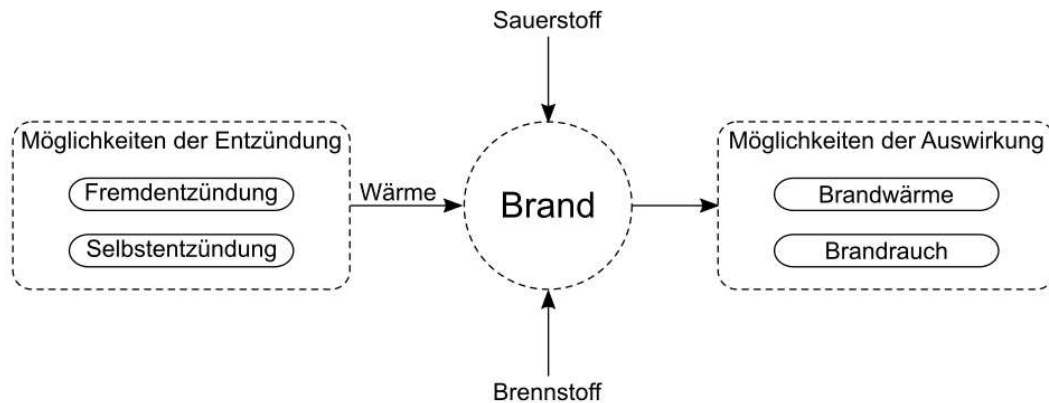 Sauerstoff
Möglichkeiten der Entzündung
Fremdentzündung
Selbstentzündung
Wärme
Brand
Möglichkeiten der Auswirkung
Brandwärme
Brandrauch
Brennstoff